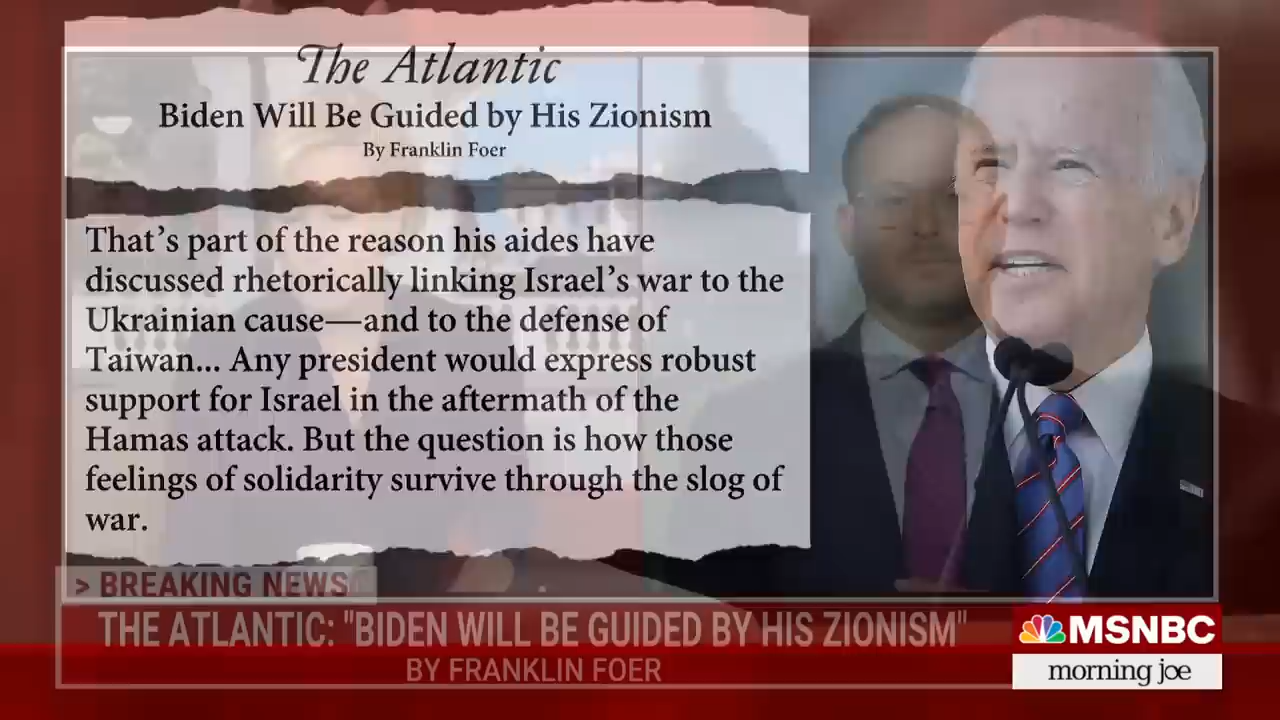 The Atlantic
Biden Will Be Guided by His Zionism
By Franklin Foer
That's part of the reason his aides have
discussed rhetorically linking Israel's war to the
Ukrainian cause—and to the defense of
Taiwan... Any president would express robust
support for Israel in the aftermath of the
Hamas attack. But the question is how those
feelings of solidarity survive through the slog of
war.
> BREAKING NEWS
THE ATLANTIC: "BIDEN WILL BE GUIDED BY HIS ZIONISM"
BY FRANKLIN FOER
MSNBC
morning joe